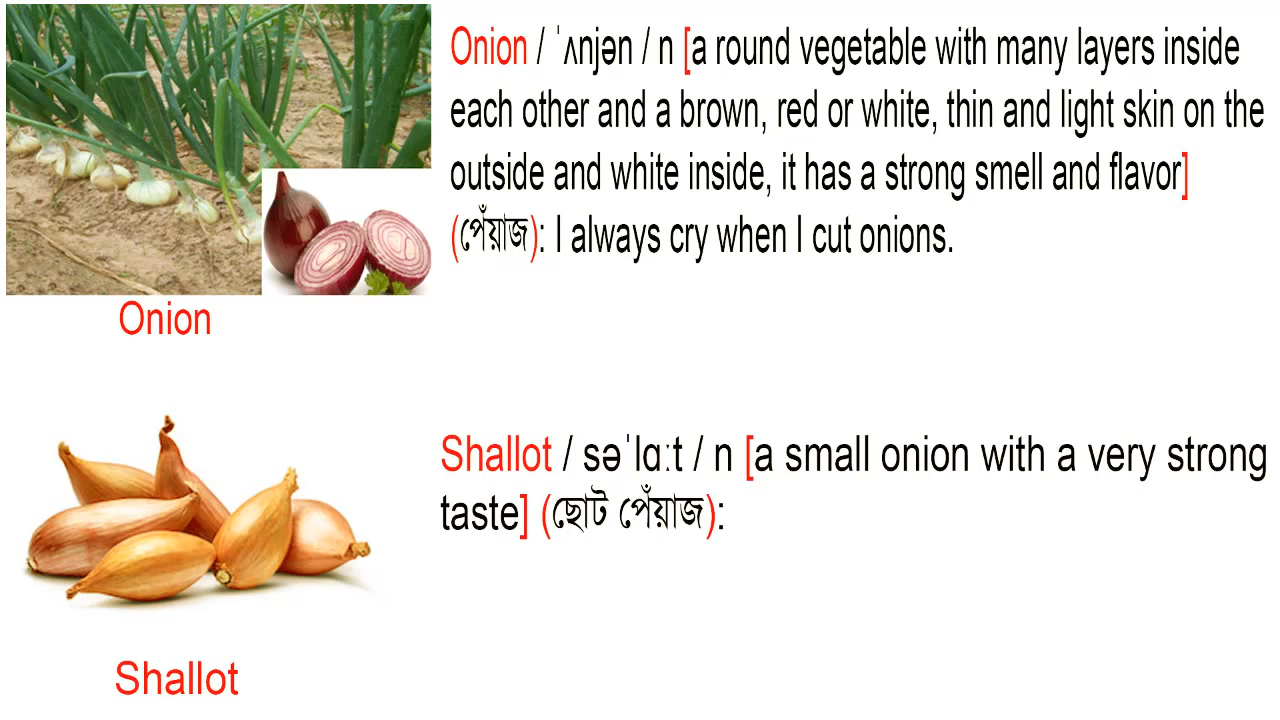 Onion / ˈʌnjən / n [a round vegetable with many layers inside
each other and a brown, red or white, thin and light skin on the
outside and white inside, it has a strong smell and flavor]
(পেঁয়াজ): I always cry when I cut onions.
Onion
Shallot / səˈlɑːt / n [a small onion with a very strong
taste] (ছোট পেঁয়াজ):
Shallot